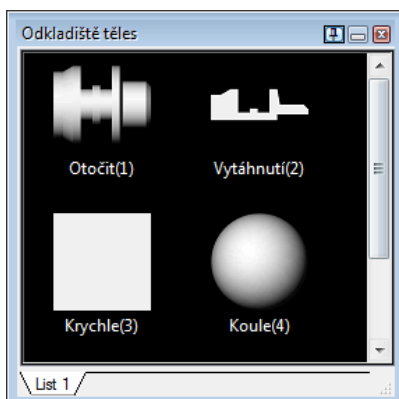 Odkladiště těles
Otočit(1) Vytáhnutí(2)
Krychle(3) Koule(4)
List 1